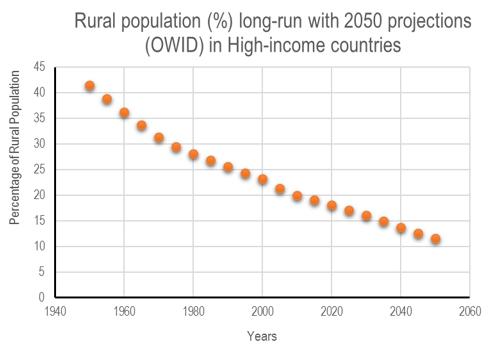 Rural population (%) long-run with 2050 projections
(OWID) in High-income countries
Percentage of Rural Population
45
40
35
30
25
20
15
10
5
0
1940 1960 1980 2000 2020 2040 2060
Years